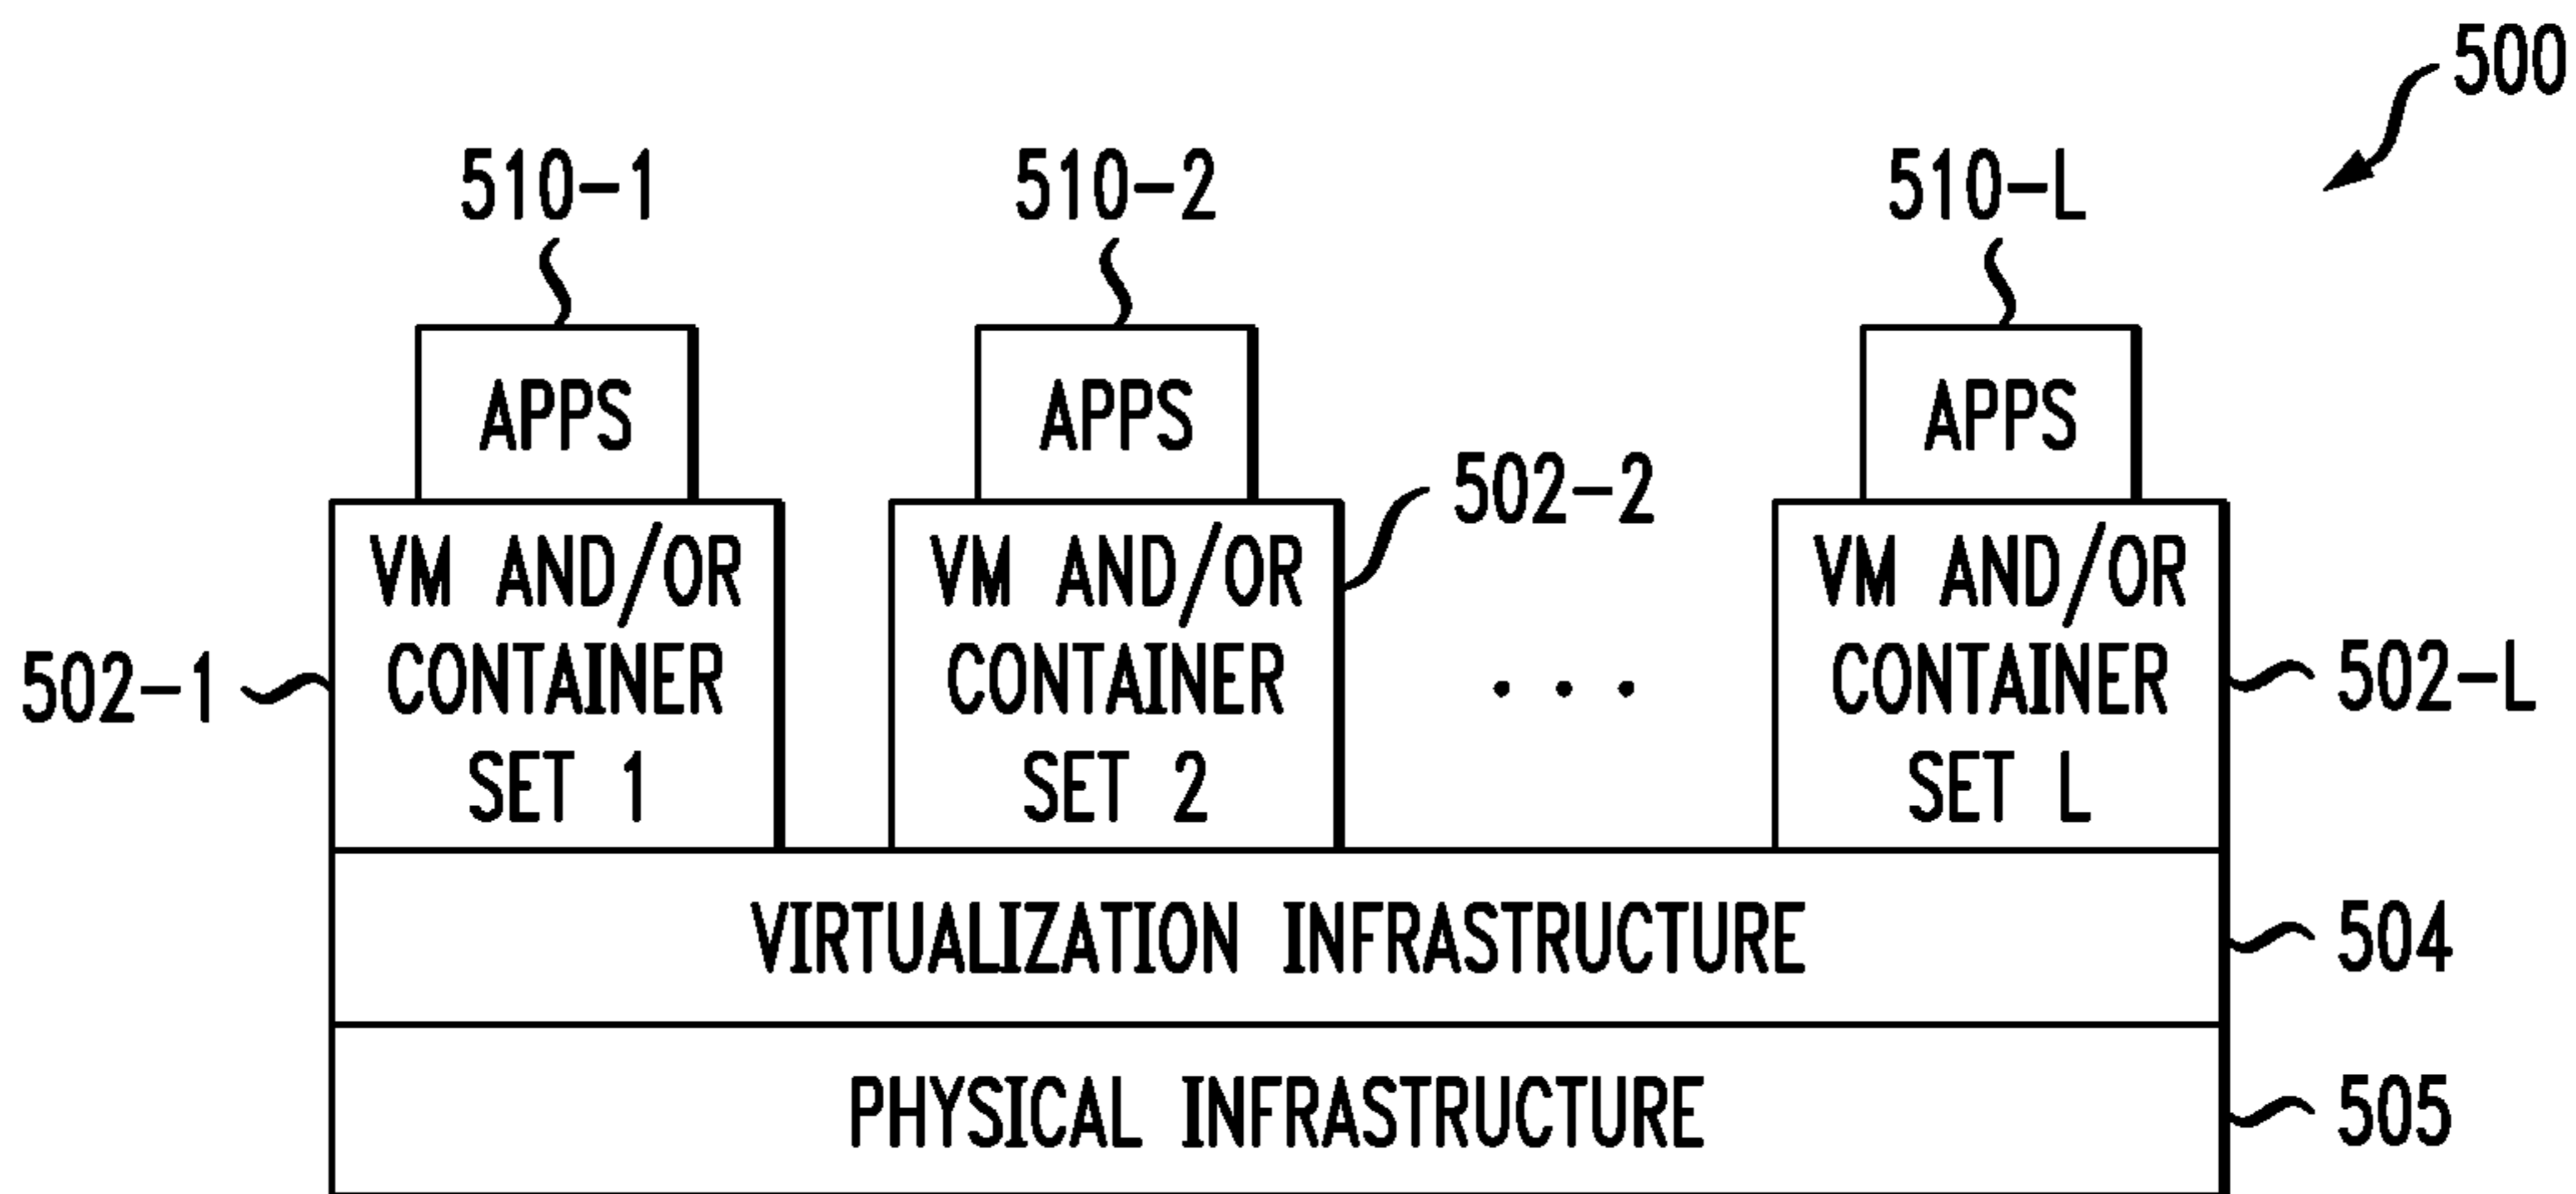 500
510-1
510-2
510-L
APPS
APPS
APPS
502-2
VM AND/OR
CONTAINER
SET 1
VM AND/OR
CONTAINER
SET 2
. . .
VM AND/OR
CONTAINER
SET L
502-1
502-L
VIRTUALIZATION INFRASTRUCTURE
504
PHYSICAL INFRASTRUCTURE
505